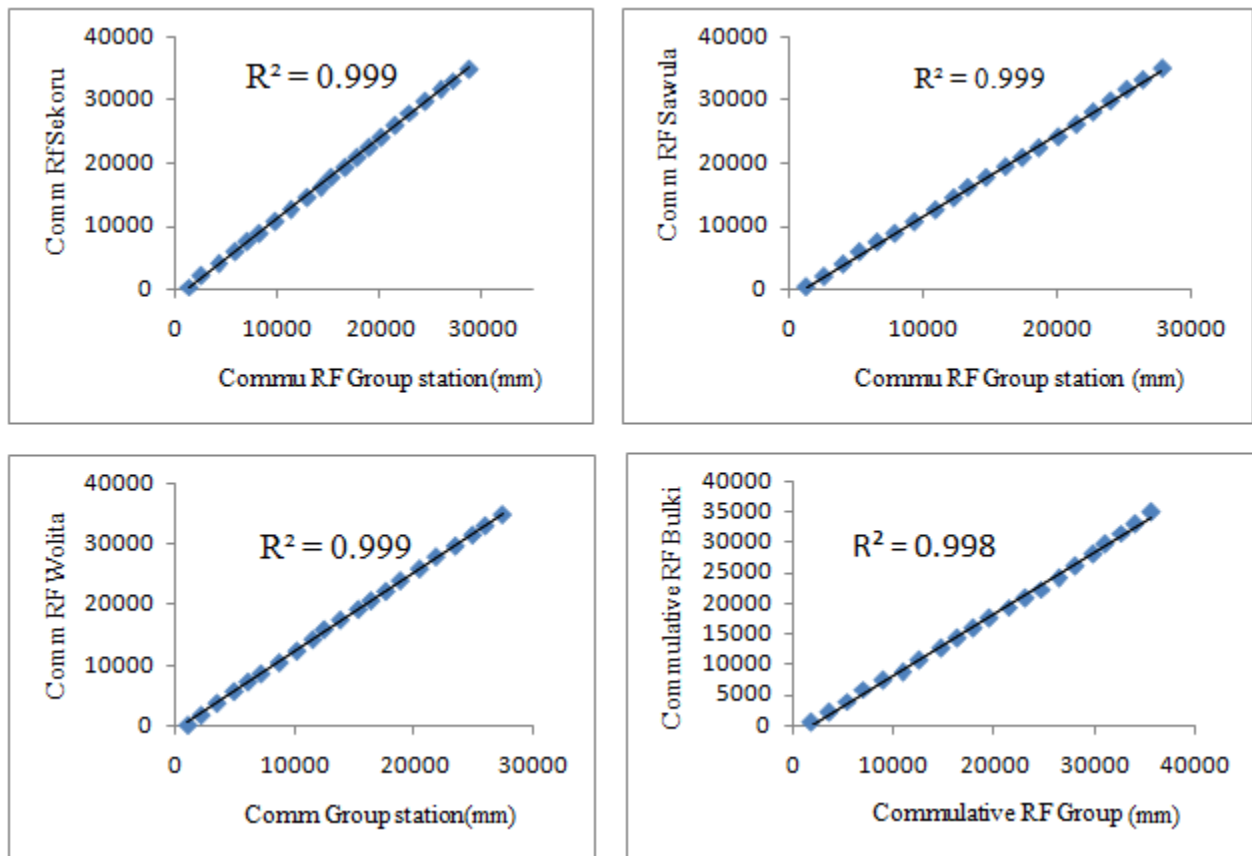 40000
30000
20000
10000
0
Comm RfSekoru
R² = 0.999
0 10000 20000 30000
Commu RF Group station(mm)
40000
30000
20000
10000
0
Comm RF Sawula
R² = 0.999
0 10000 20000 30000
Commu RF Group station (mm)
40000
30000
20000
10000
0
Comm RF Wolita
R² = 0.999
0 10000 20000 30000
Comm Group station(mm)
40000
35000
30000
25000
20000
15000
10000
5000
0
Commulative RF Bulki
R² = 0.998
0 10000 20000 30000 40000
Commulative RF Group (mm)